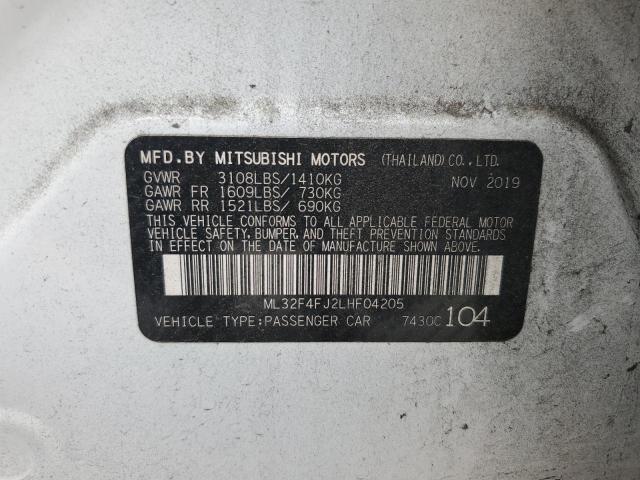 MFD.BY MITSUBISHI MOTORS (THAILAND)CO.,LTD.
GVWR 3108LBS/1410KG NOV 2019
GAWR FR 1609LBS/ 730KG
GAWR RR 1521LBS/ 690KG
THIS VEHICLE CONFORMS TO ALL APPLICABLE FEDERAL MOTOR
VEHICLE SAFETY, BUMPER, AND THEFT PREVENTION STANDARDS
IN EFFECT ON THE DATE OF MANUFACTURE SHOWN ABOVE.
ML32F4FJ2LHF04205
VEHICLE TYPE:PASSENGER CAR 7430C 104